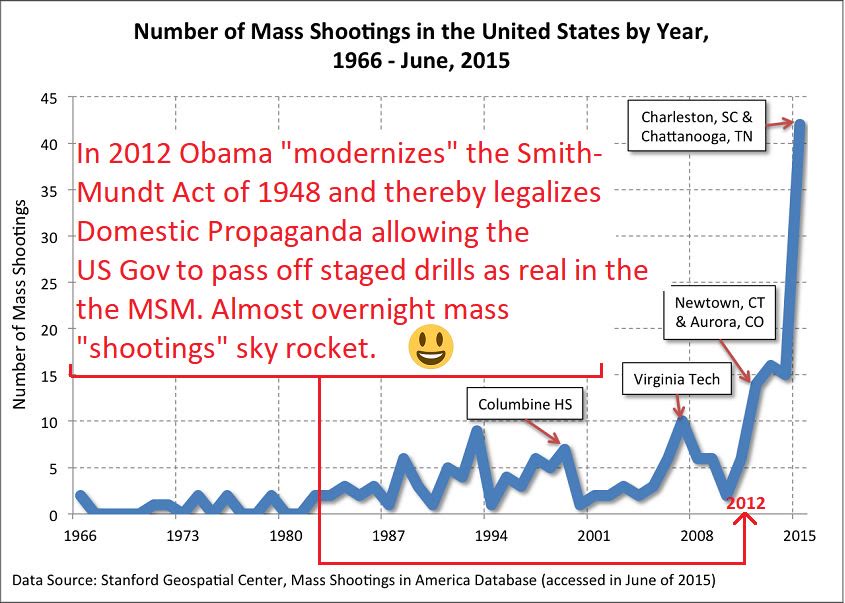 Number of Mass Shootings in the United States by Year,
1966 - June, 2015
45
40
35
30
25
20
15
10
5
0
Number of Mass Shootings
Charleston, SC &
Chattanooga, TN
In 2012 Obama "modernizes" the Smith-
Mundt Act of 1948 and thereby legalizes
Domestic Propaganda allowing the
US Gov to pass off staged drills as real in the
the MSM. Almost overnight mass
"shootings" sky rocket.
Newtown, CT
& Aurora, CO
Virginia Tech
Columbine HS
2012
1966 1973 1980 1987 1994 2001 2008 2015
Data Source: Stanford Geospatial Center, Mass Shootings in America Database (accessed in June of 2015)